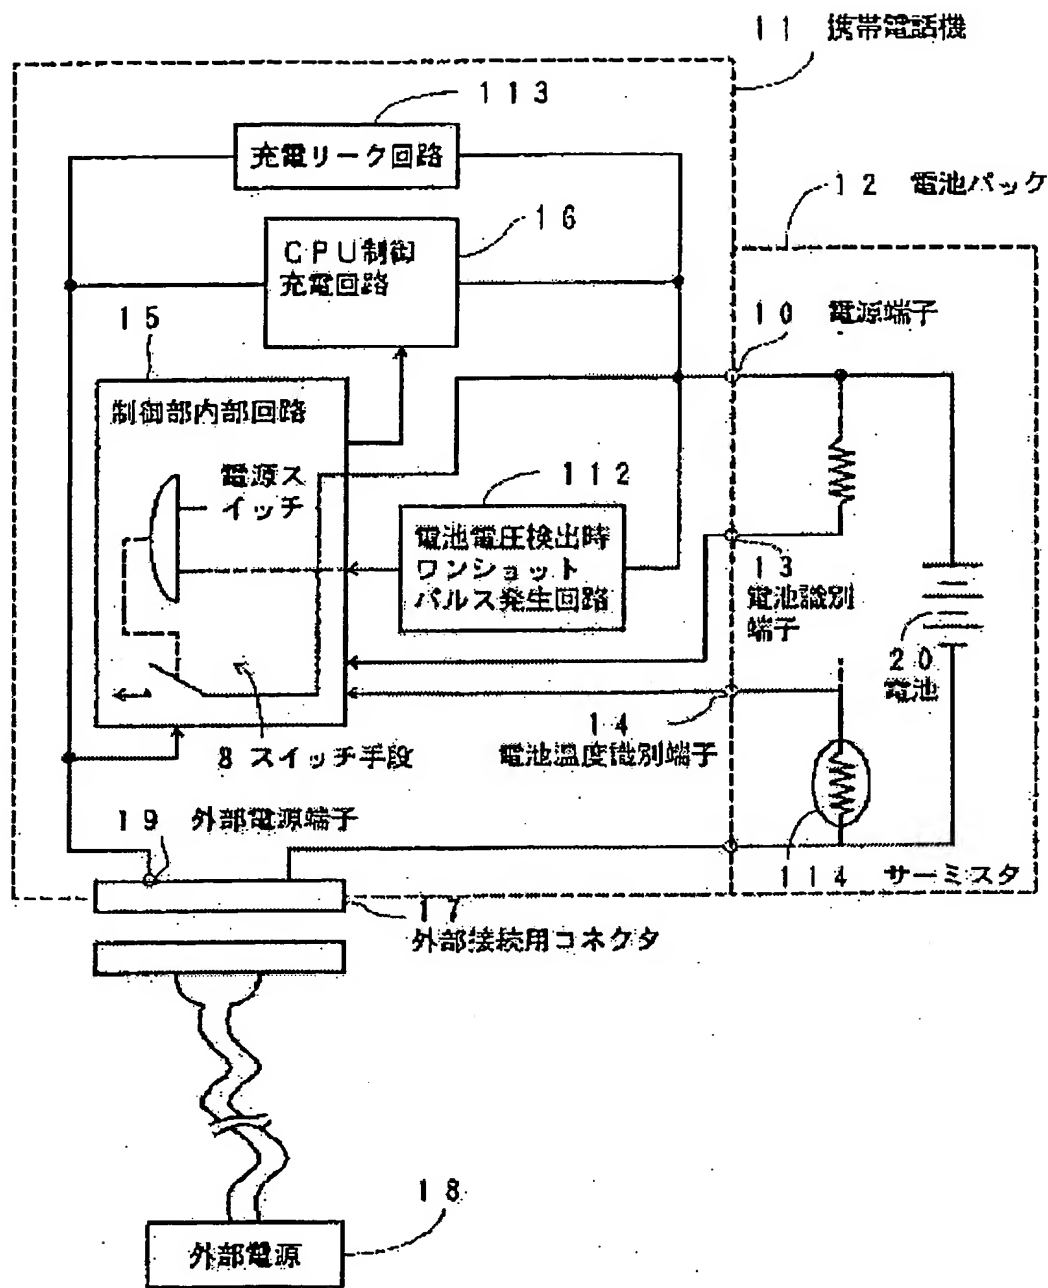 11 携帯電話機
113
充電リーク回路
12 電池パック
16
CPU制御
充電回路
15
10 電源端子
制御部内部回路
電源ス
イッチ
112
電池電圧検出時
ワンショット
パルス発生回路
13
電池識別
端子
20
電池
14
電池温度識別端子
8 スイッチ手段
19 外部電源端子
114 サーミスタ
17
外部接続用コネクタ
18
外部電源